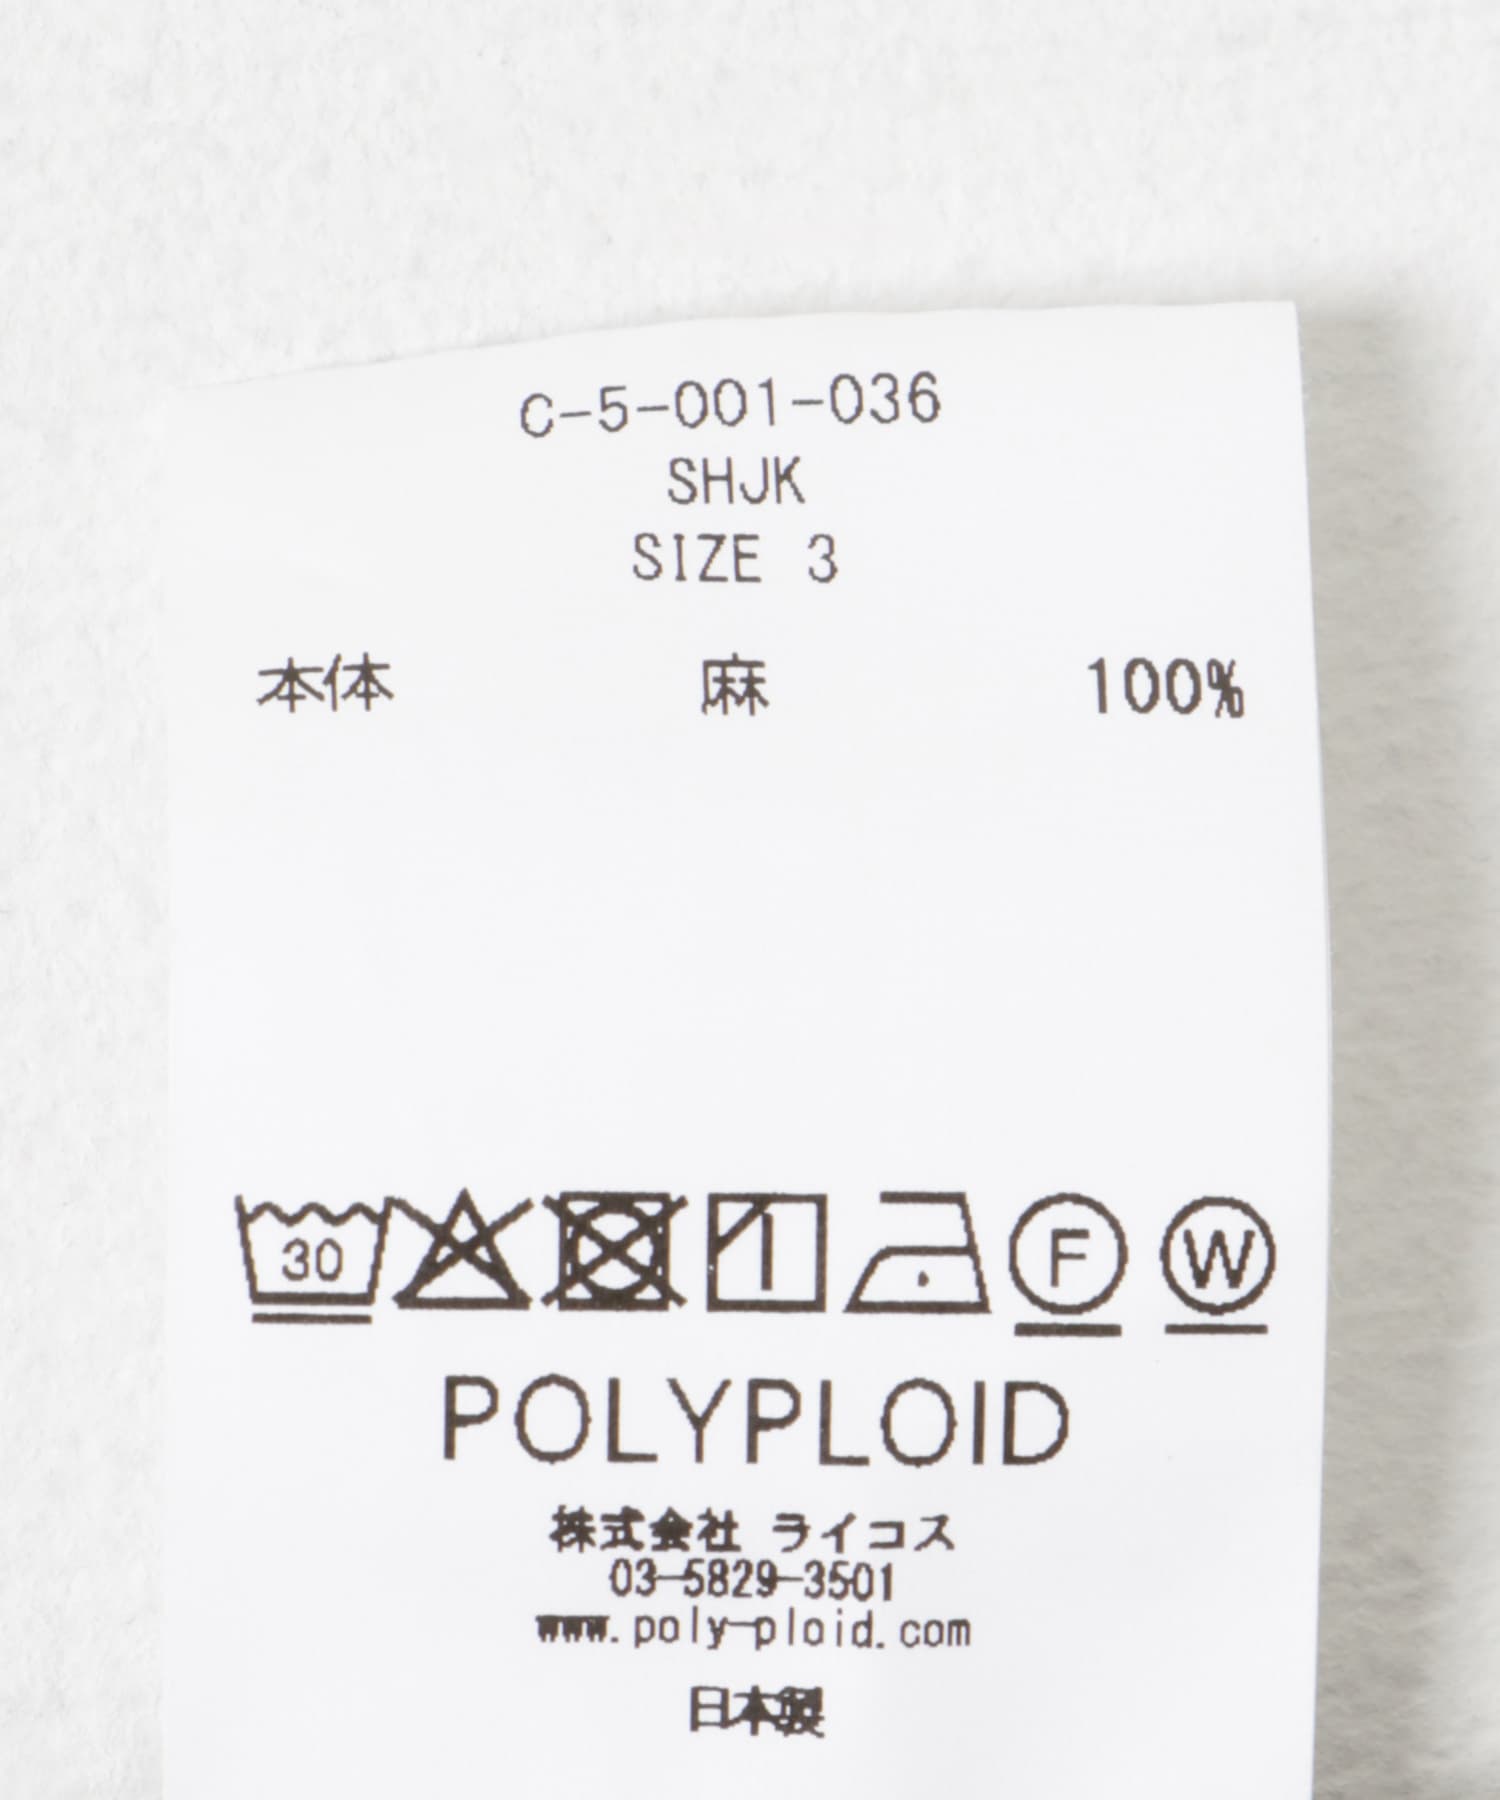 C-5-001-036
SHJK
SIZE 3
本体 麻 100%
30 F W
POLYPLOID
株式会社 ライコス
03-5829-3501
www.poly-ploid.com
日本製